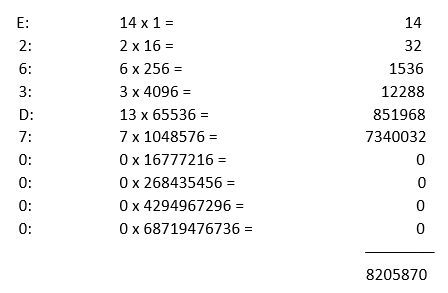 E: 14 x 1 = 14
2: 2 x 16 = 32
6: 6 x 256 = 1536
3: 3 x 4096 = 12288
D: 13 x 65536 = 851968
7: 7 x 1048576 = 7340032
0: 0 x 16777216 = 0
0: 0 x 268435456 = 0
0: 0 x 4294967296 = 0
0: 0 x 68719476736 = 0
8205870